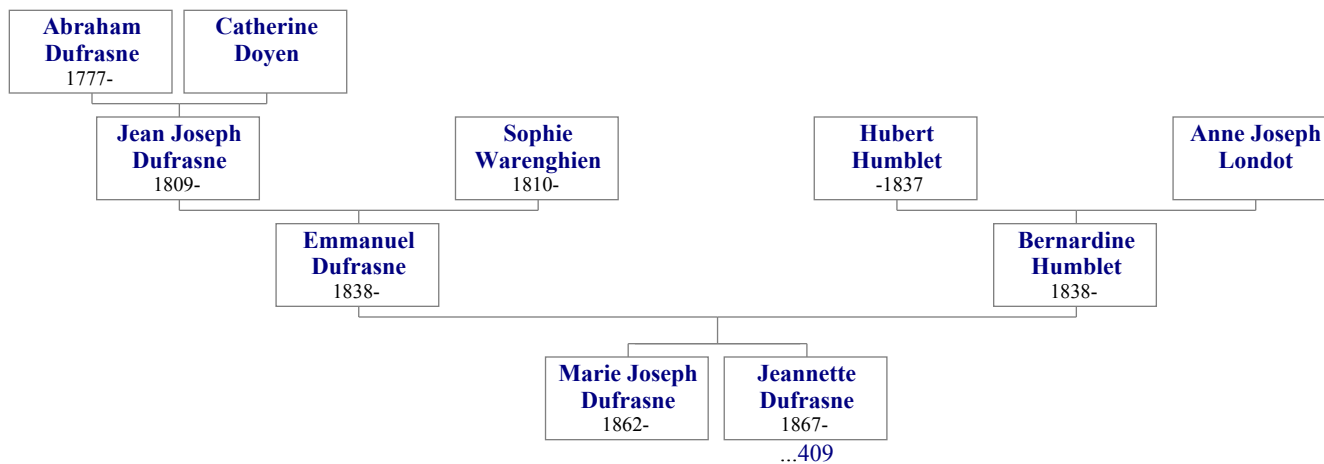 Abraham
Dufrasne
1777-
Catherine
Doyen
Jean Joseph
Dufrasne
1809-
Sophie
Warenghien
1810-
Hubert
Humblet
-1837
Anne Joseph
Londot
Emmanuel
Dufrasne
1838-
Bernardine
Humblet
1838-
Marie Joseph
Dufrasne
1862-
Jeannette
Dufrasne
1867-
...409